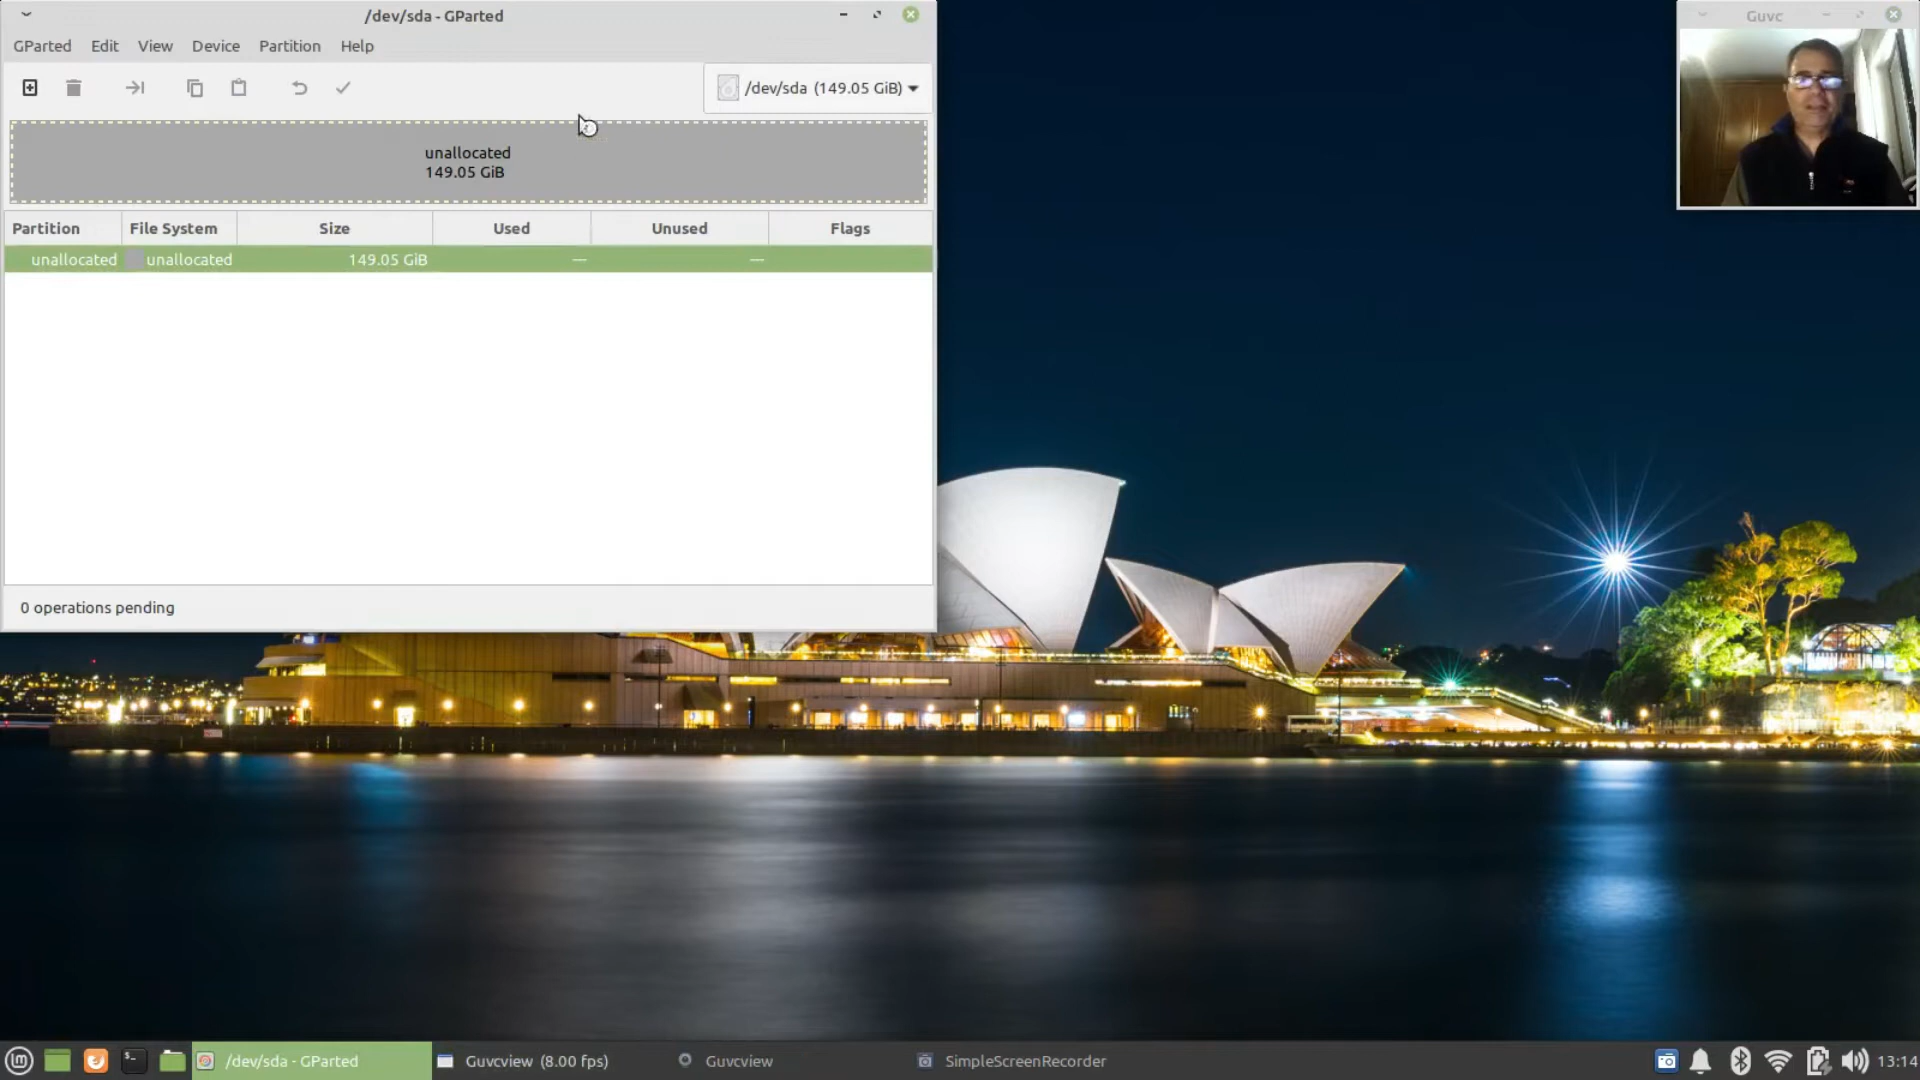 /dev/sda - GParted
Guvc
GParted Edit View Device Partition Help
/dev/sda (149.05 GiB)
unallocated
149.05 GiB
Partition File System Size Used Unused Flags
unallocated unallocated 149.05 GiB — —
0 operations pending
/dev/sda - GParted Guvcview (8.00 fps) Guvcview SimpleScreenRecorder 13:14